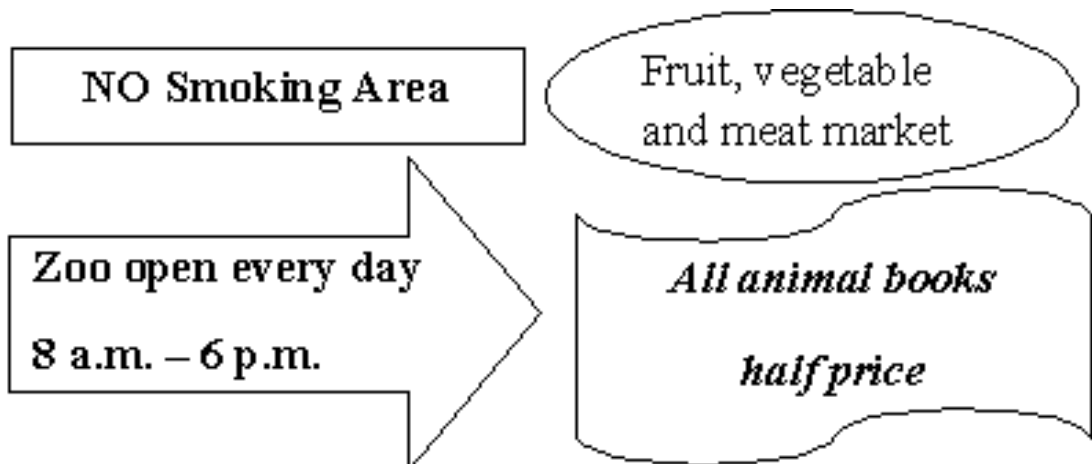 NO Smoking Area
Fruit, vegetable
and meat market
Zoo open every day
8 a.m. – 6 p.m.
All animal books
half price